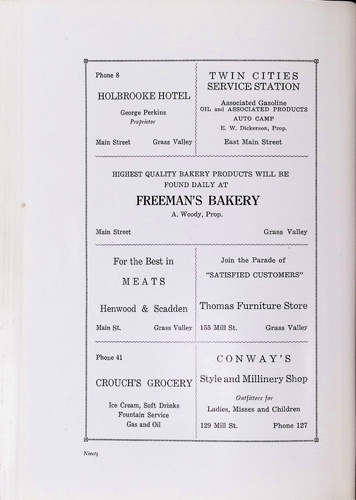 Phone 8
HOLBROOKE HOTEL
George Perkins
Proprietor
Main Street Grass Valley
TWIN CITIES
SERVICE STATION
Associated Gasoline
OIL and ASSOCIATED PRODUCTS
AUTO CAMP
E. W. Dickerson, Prop.
East Main Street
HIGHEST QUALITY BAKERY PRODUCTS WILL BE
FOUND DAILY AT
FREEMAN'S BAKERY
A. Woody, Prop.
Main Street Grass Valley
For the Best in
MEATS
Henwood & Scadden
Main St. Grass Valley
Join the Parade of
"SATISFIED CUSTOMERS"
Thomas Furniture Store
155 Mill St. Grass Valley
Phone 41
CROUCH'S GROCERY
Ice Cream, Soft Drinks
Fountain Service
Gas and Oil
CONWAY'S
Style and Millinery Shop
Outfitters for
Ladies, Misses and Children
129 Mill St. Phone 127
Ninety